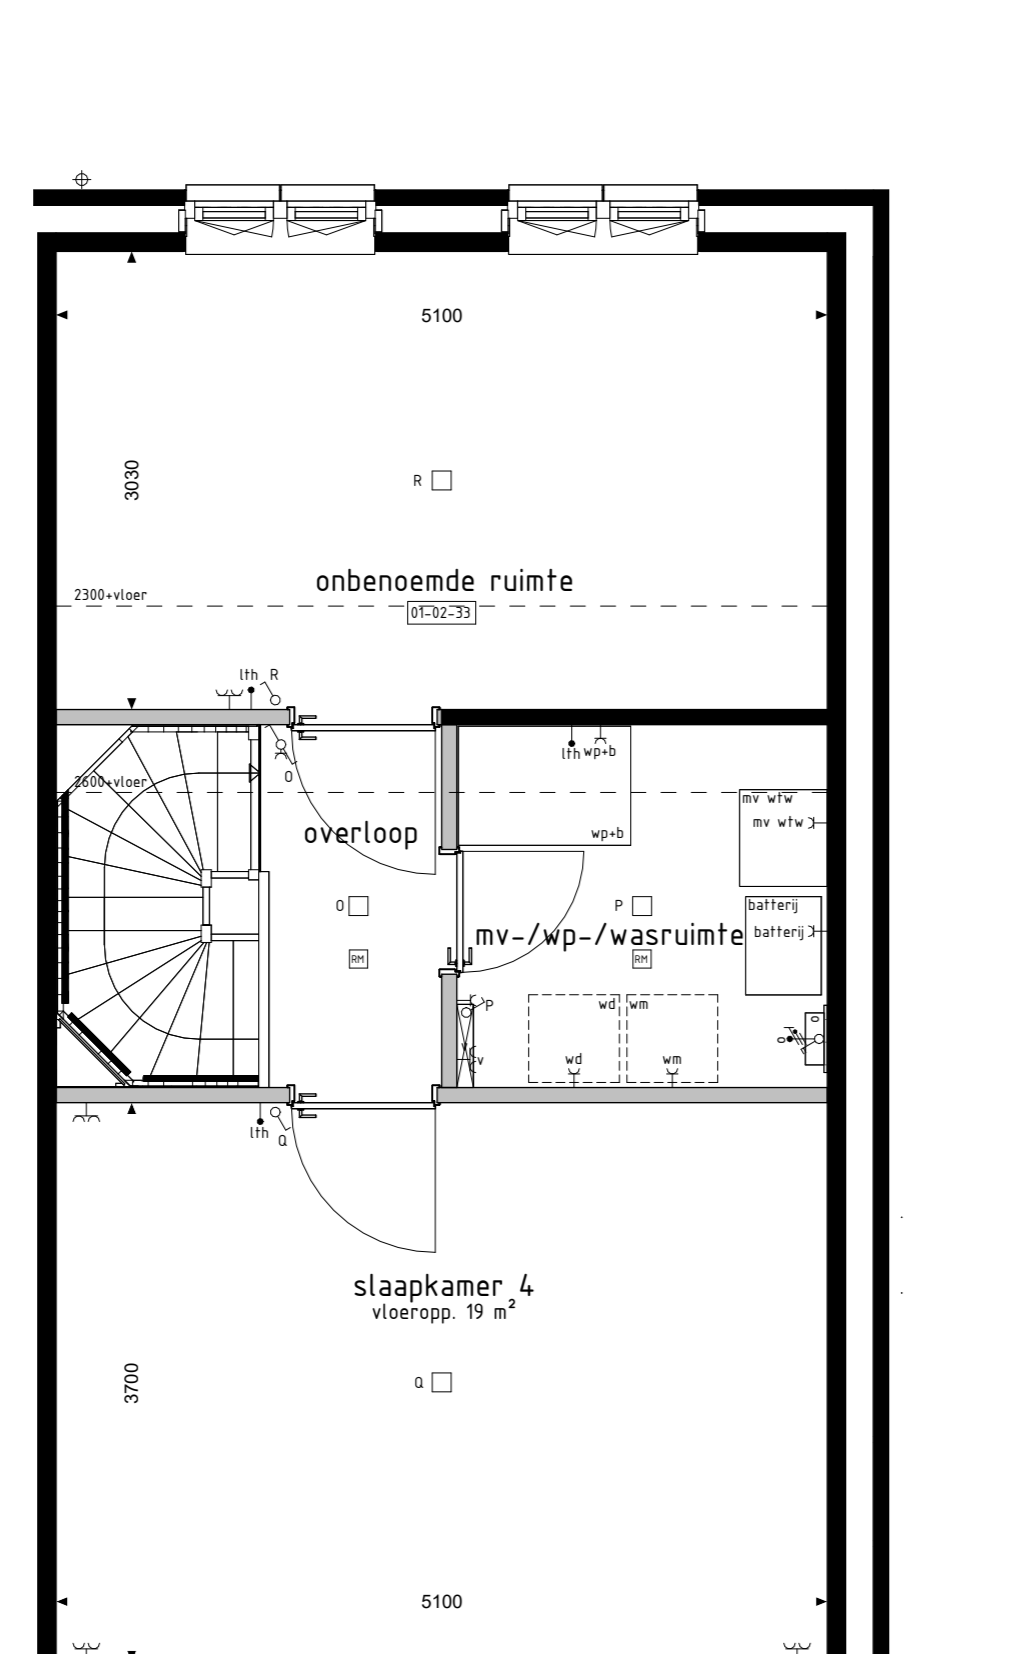 5100
3030
R
onbenoemde ruimte
2300+vloer
01-02-33
lth R
O
lth wp+b
2600+vloer
mv wtw
mv wtw
overloop
wp+b
O
P
batterij
batterij
mv-/wp-/wasruimte
RM
RM
P
wd wm
o
o
v
wd
wm
lth
Q
slaapkamer 4
vloeropp. 19 m²
3700
Q
5100